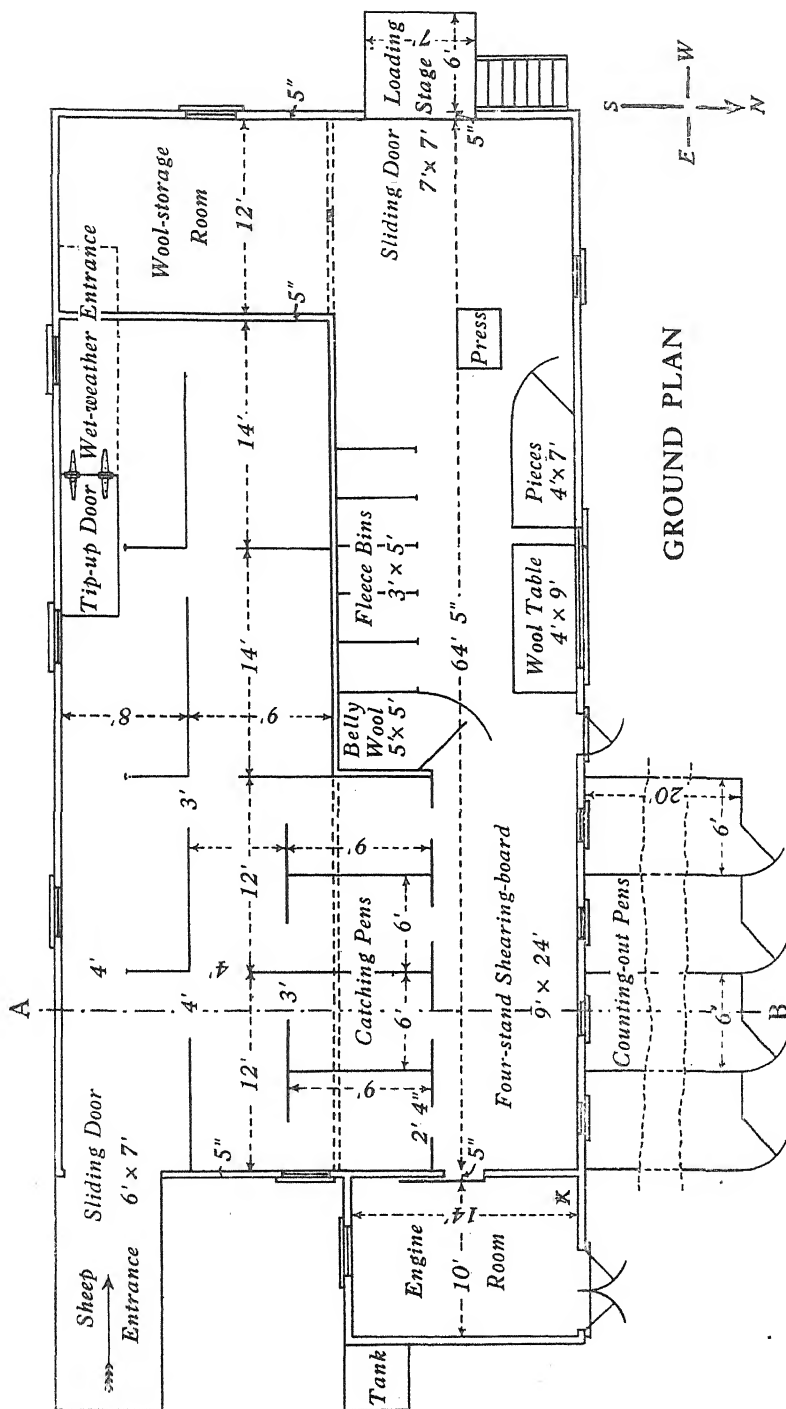 A
B
S
W
E
N
GROUND PLAN
Sheep
Entrance
Sliding Door
6' x 7'
Tip-up Door
Wet-weather Entrance
Wool-storage
Room
12'
5"
5"
14'
14'
12'
12'
8'
9'
3'
4'
4'
4'
3'
9'
9'
6'
6'
Catching Pens
2' 4"
5"
Fleece Bins
3' x 5'
Belly
Wool
5' x 5'
64' 5"
Press
Sliding Door
7' x 7'
5"
Loading
Stage
7'
6'
Pieces
4' x 7'
Wool Table
4' x 9'
Four-stand Shearing-board
9' x 24'
5"
Engine
Room
14'
10'
Tank
Counting-out Pens
20'
6'
6'